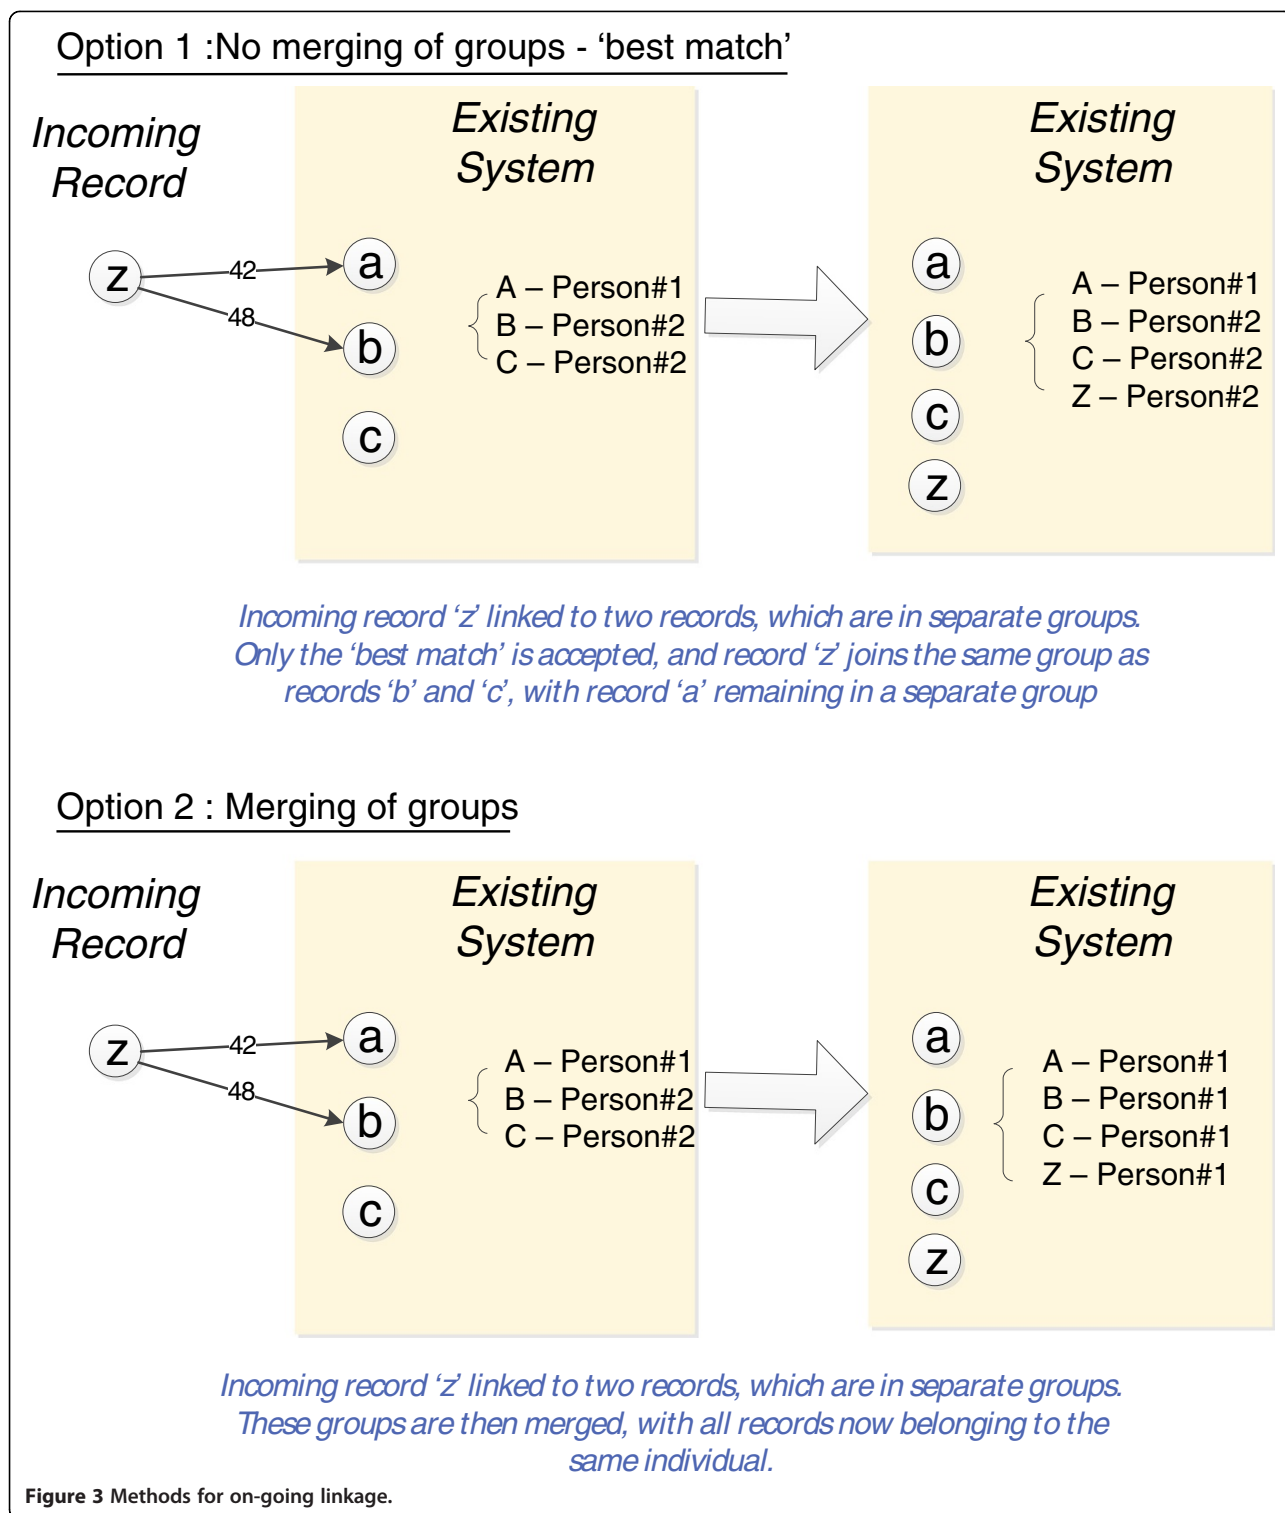 Option 1 :No merging of groups - ‘best match’
Incoming
Record
Existing
System
Existing
System
z
42
48
a
b
c
A – Person#1
B – Person#2
C – Person#2
a
b
c
z
A – Person#1
B – Person#2
C – Person#2
Z – Person#2
Incoming record ‘z’ linked to two records, which are in separate groups.
Only the ‘best match’ is accepted, and record ‘z’ joins the same group as
records ‘b’ and ‘c’, with record ‘a’ remaining in a separate group
Option 2 : Merging of groups
Incoming
Record
Existing
System
Existing
System
z
42
48
a
b
c
A – Person#1
B – Person#2
C – Person#2
a
b
c
z
A – Person#1
B – Person#1
C – Person#1
Z – Person#1
Incoming record ‘z’ linked to two records, which are in separate groups.
These groups are then merged, with all records now belonging to the
same individual.
Figure 3 Methods for on-going linkage.